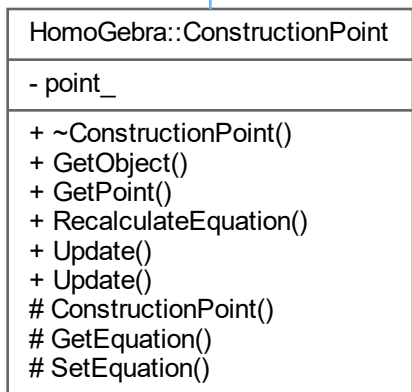 HomoGebra::ConstructionPoint
- point_
+ ~ConstructionPoint()
+ GetObject()
+ GetPoint()
+ RecalculateEquation()
+ Update()
+ Update()
# ConstructionPoint()
# GetEquation()
# SetEquation()